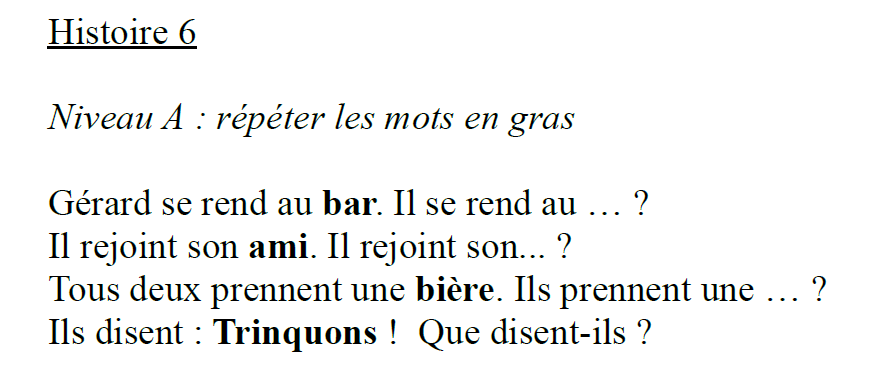 Histoire 6
Niveau A : répéter les mots en gras
Gérard se rend au bar. Il se rend au … ?
Il rejoint son ami. Il rejoint son... ?
Tous deux prennent une bière. Ils prennent une … ?
Ils disent : Trinquons !  Que disent-ils ?